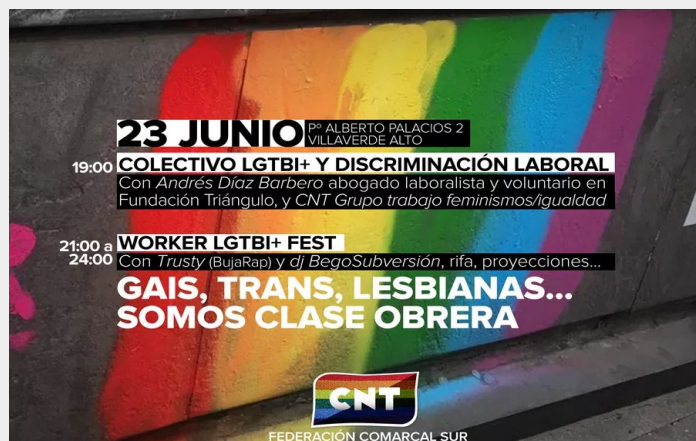 23 JUNIO
Pº ALBERTO PALACIOS 2
VILLAVERDE ALTO
19:00 COLECTIVO LGTBI+ Y DISCRIMINACIÓN LABORAL
Con Andrés Díaz Barbero abogado laboralista y voluntario en
Fundación Triángulo, y CNT Grupo trabajo feminismos/igualdad
21:00 a
24:00
WORKER LGTBI+ FEST
Con Trusty (BujaRap) y dj BegoSubversión, rifa, proyecciones...
GAIS, TRANS, LESBIANAS...
SOMOS CLASE OBRERA
CNT
FEDERACIÓN COMARCAL SUR